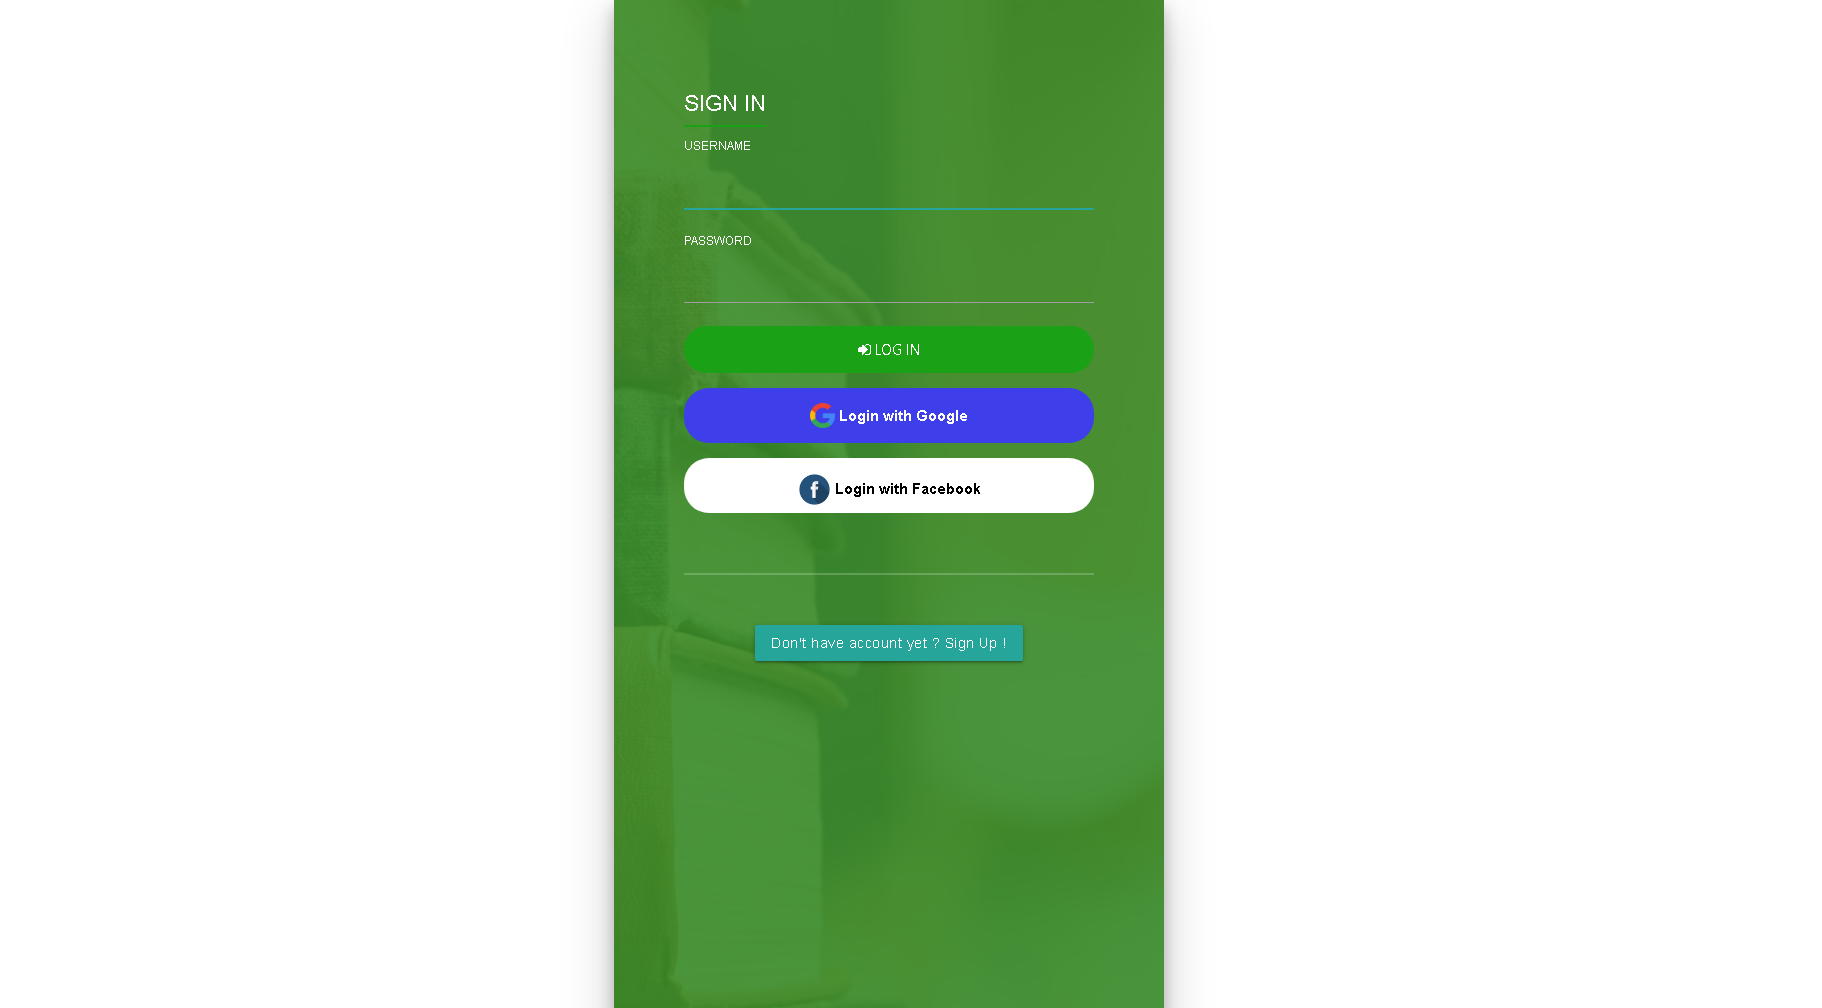 SIGN IN
USERNAME
PASSWORD
LOG IN
Login with Google
Login with Facebook
Don't have account yet ? Sign Up !